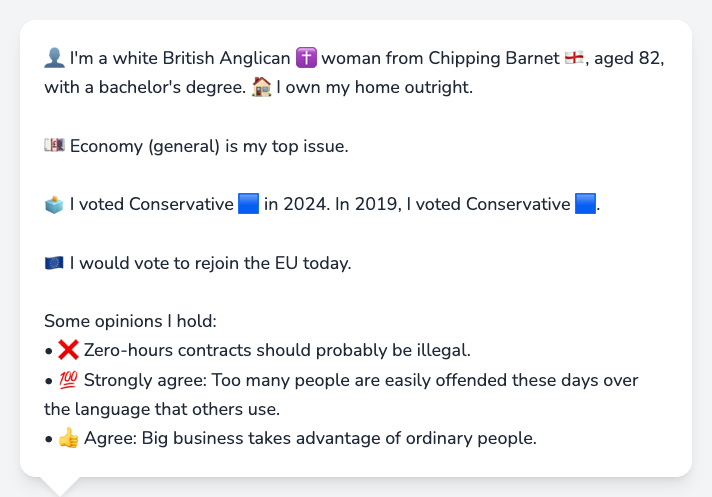 👤 I'm a white British Anglican ✝️ woman from Chipping Barnet 🏴󠁧󠁢󠁥󠁮󠁧󠁿, aged 82,
with a bachelor's degree. 🏠 I own my home outright.
💷 Economy (general) is my top issue.
🗳️ I voted Conservative 🟦 in 2024. In 2019, I voted Conservative 🟦.
🇪🇺 I would vote to rejoin the EU today.
Some opinions I hold:
• ❌ Zero-hours contracts should probably be illegal.
• 💯 Strongly agree: Too many people are easily offended these days over
the language that others use.
• 👍 Agree: Big business takes advantage of ordinary people.